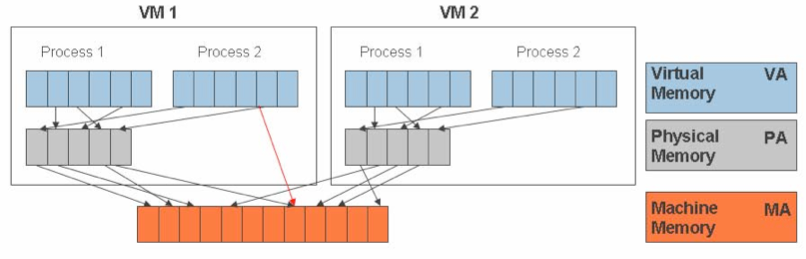 VM 1
VM 2
Process 1
Process 2
Process 1
Process 2
Virtual VA
Memory
Physical PA
Memory
Machine MA
Memory